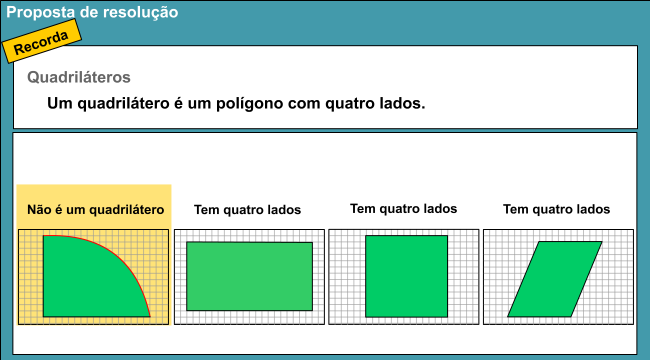 Proposta de resolução
Recorda
Quadriláteros
Um quadrilátero é um polígono com quatro lados.
Não é um quadrilátero
Tem quatro lados
Tem quatro lados
Tem quatro lados